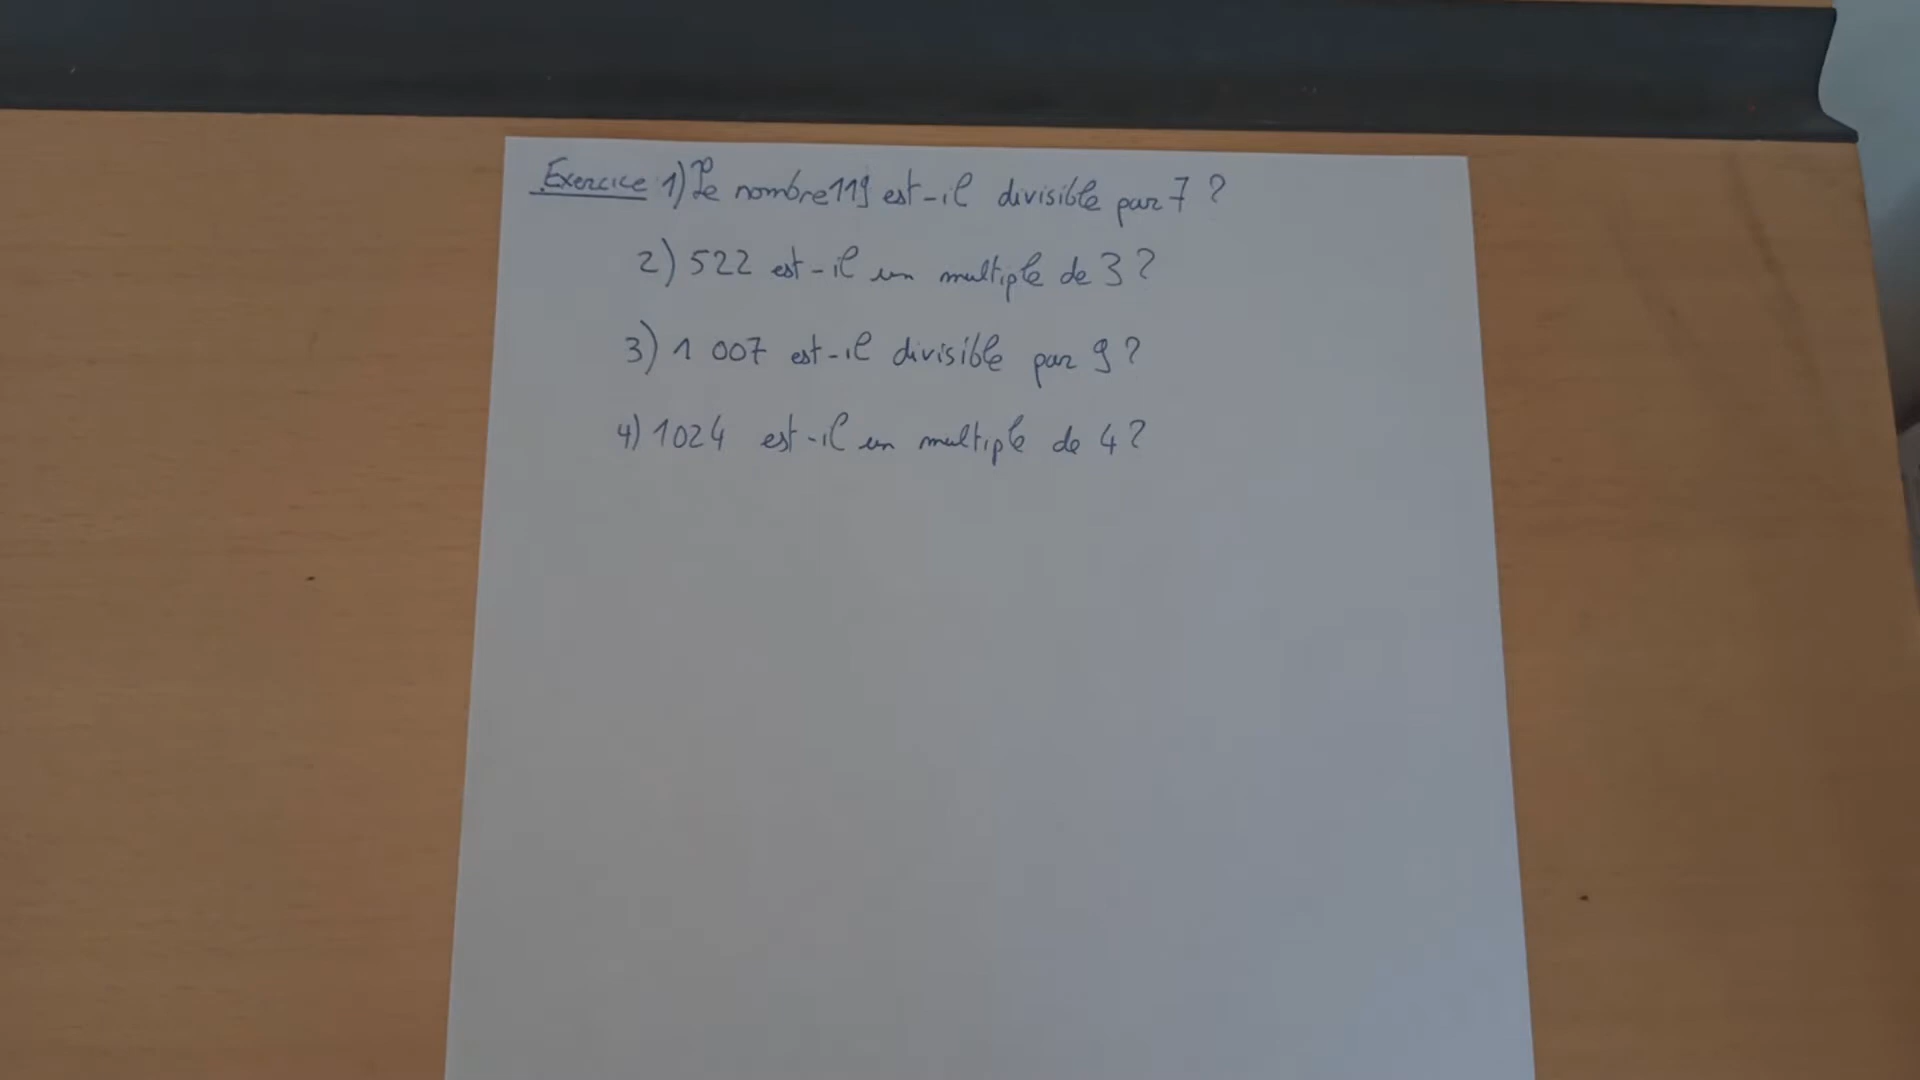 Exercice 1) Le nombre 119 est-il divisible par 7 ?
2) 522 est-il un multiple de 3 ?
3) 1 007 est-il divisible par 9 ?
4) 1024 est-il un multiple de 4 ?